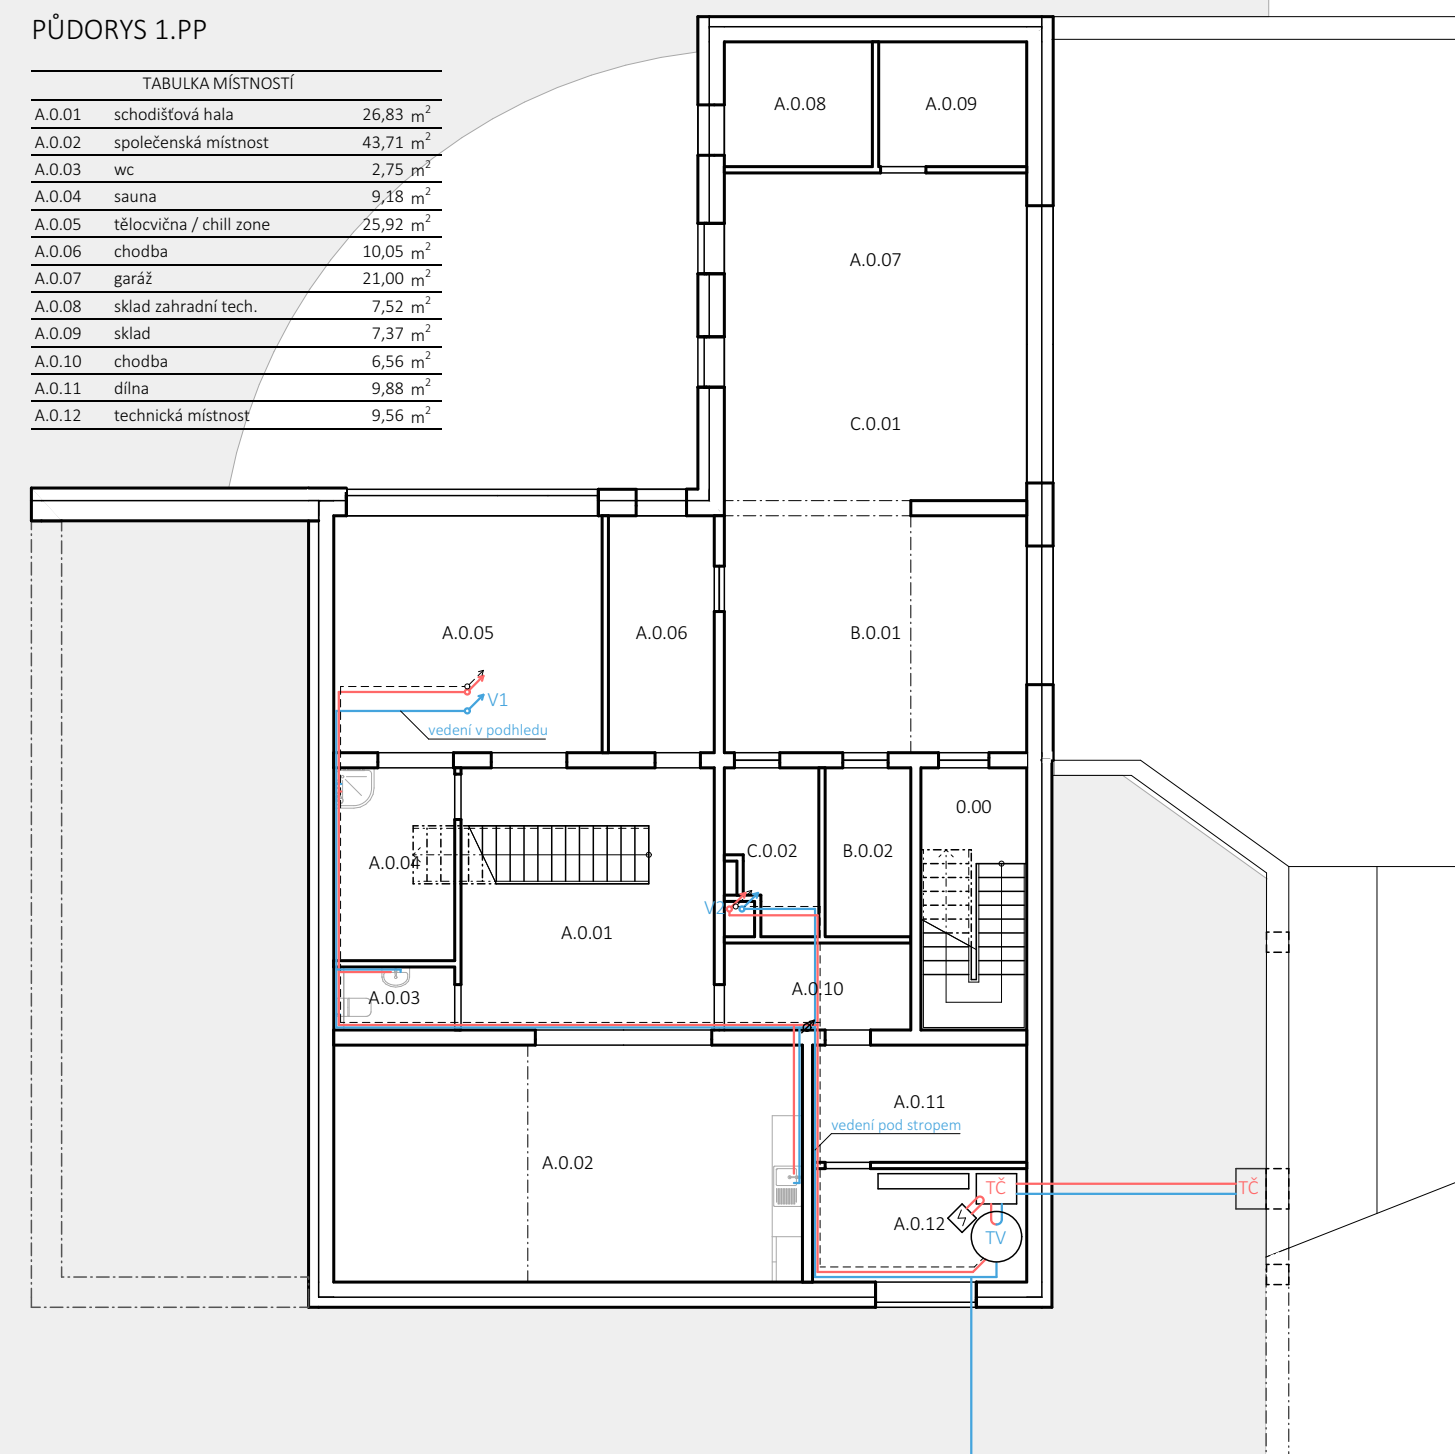 PŮDORYS 1.PP
TABULKA MÍSTNOSTÍ
A.0.01 schodišťová hala 26,83 m²
A.0.02 společenská místnost 43,71 m²
A.0.03 wc 2,75 m²
A.0.04 sauna 9,18 m²
A.0.05 tělocvična / chill zone 25,92 m²
A.0.06 chodba 10,05 m²
A.0.07 garáž 21,00 m²
A.0.08 sklad zahradní tech. 7,52 m²
A.0.09 sklad 7,37 m²
A.0.10 chodba 6,56 m²
A.0.11 dílna 9,88 m²
A.0.12 technická místnost 9,56 m²
A.0.08
A.0.09
A.0.07
C.0.01
A.0.05
A.0.06
B.0.01
V1
vedení v podhledu
0.00
A.0.04
C.0.02
B.0.02
V2
A.0.01
A.0.03
A.0.10
A.0.11
vedení pod stropem
A.0.02
TČ
TČ
A.0.12
TV